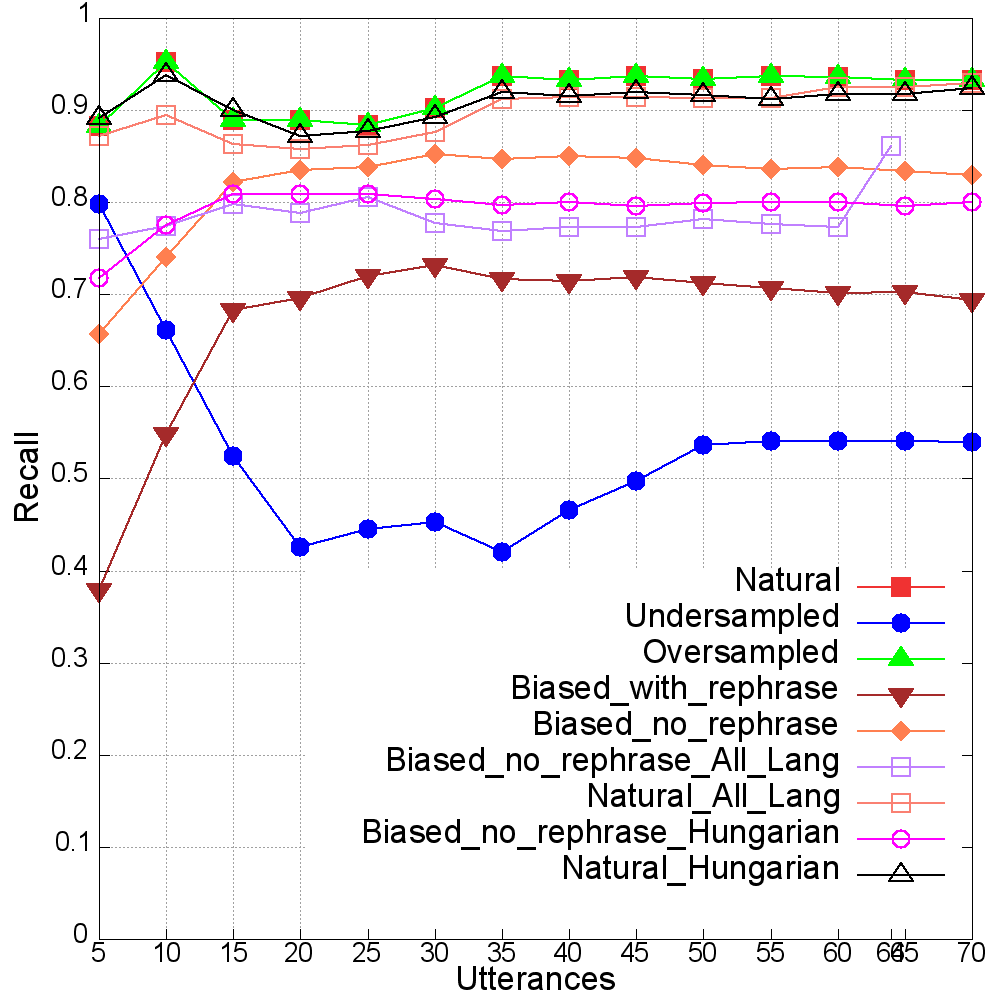 1
0.9
0.8
0.7
0.6
0.5
0.4
0.3
0.2
0.1
0
Recall
Natural
Undersampled
Oversampled
Biased_with_rephrase
Biased_no_rephrase
Biased_no_rephrase_All_Lang
Natural_All_Lang
Biased_no_rephrase_Hungarian
Natural_Hungarian
5 10 15 20 25 30 35 40 45 50 55 60 64 65 70
Utterances